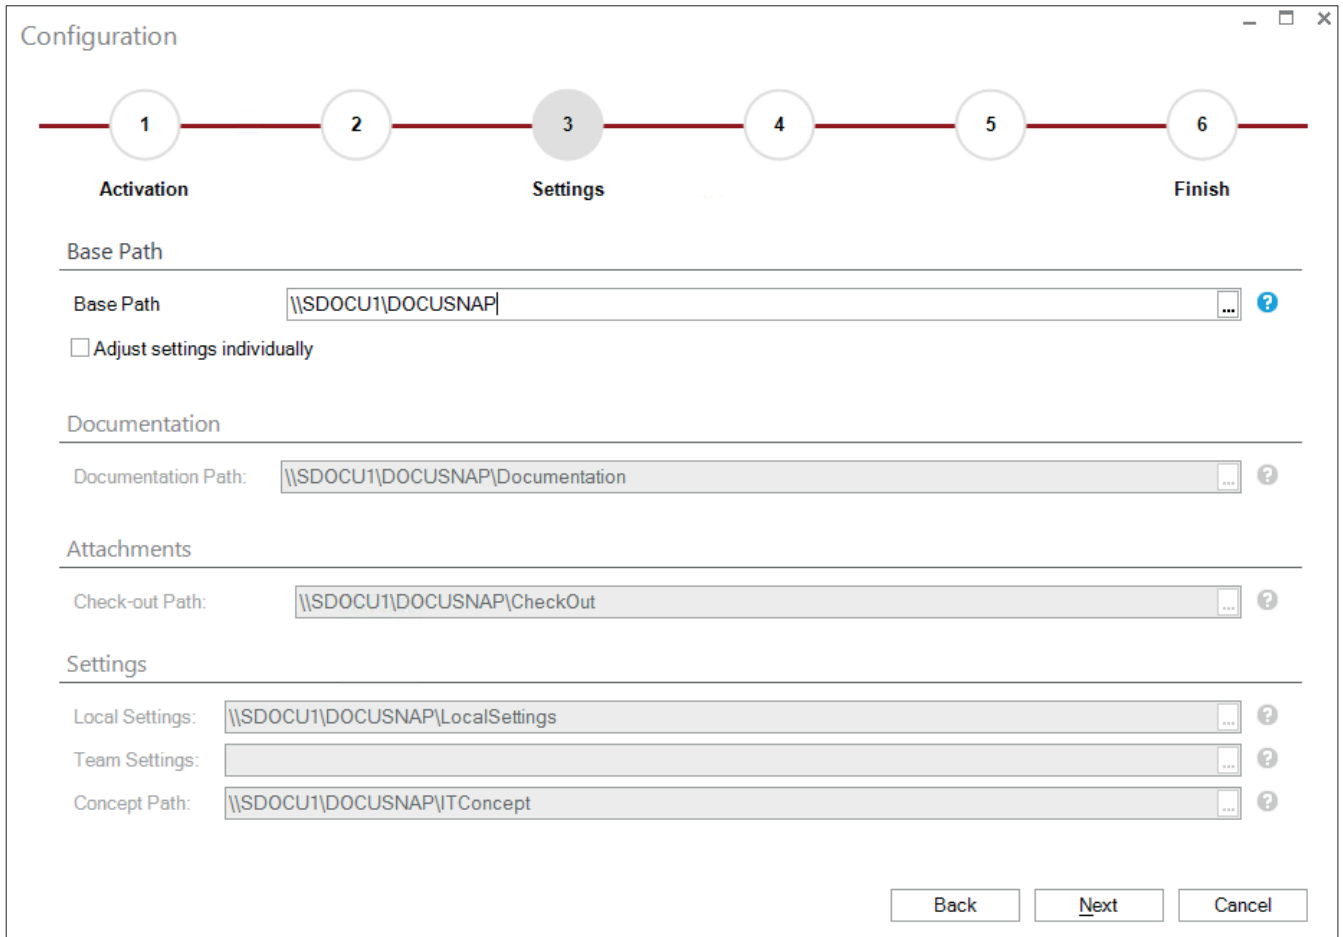 Configuration
1 2 3 4 5 6
Activation Settings Finish
Base Path
Base Path \\SDOCU1\DOCUSNAP ... ?
Adjust settings individually
Documentation
Documentation Path: \\SDOCU1\DOCUSNAP\Documentation ... ?
Attachments
Check-out Path: \\SDOCU1\DOCUSNAP\CheckOut ... ?
Settings
Local Settings: \\SDOCU1\DOCUSNAP\LocalSettings ... ?
Team Settings: ... ?
Concept Path: \\SDOCU1\DOCUSNAP\ITConcept ... ?
Back Next Cancel